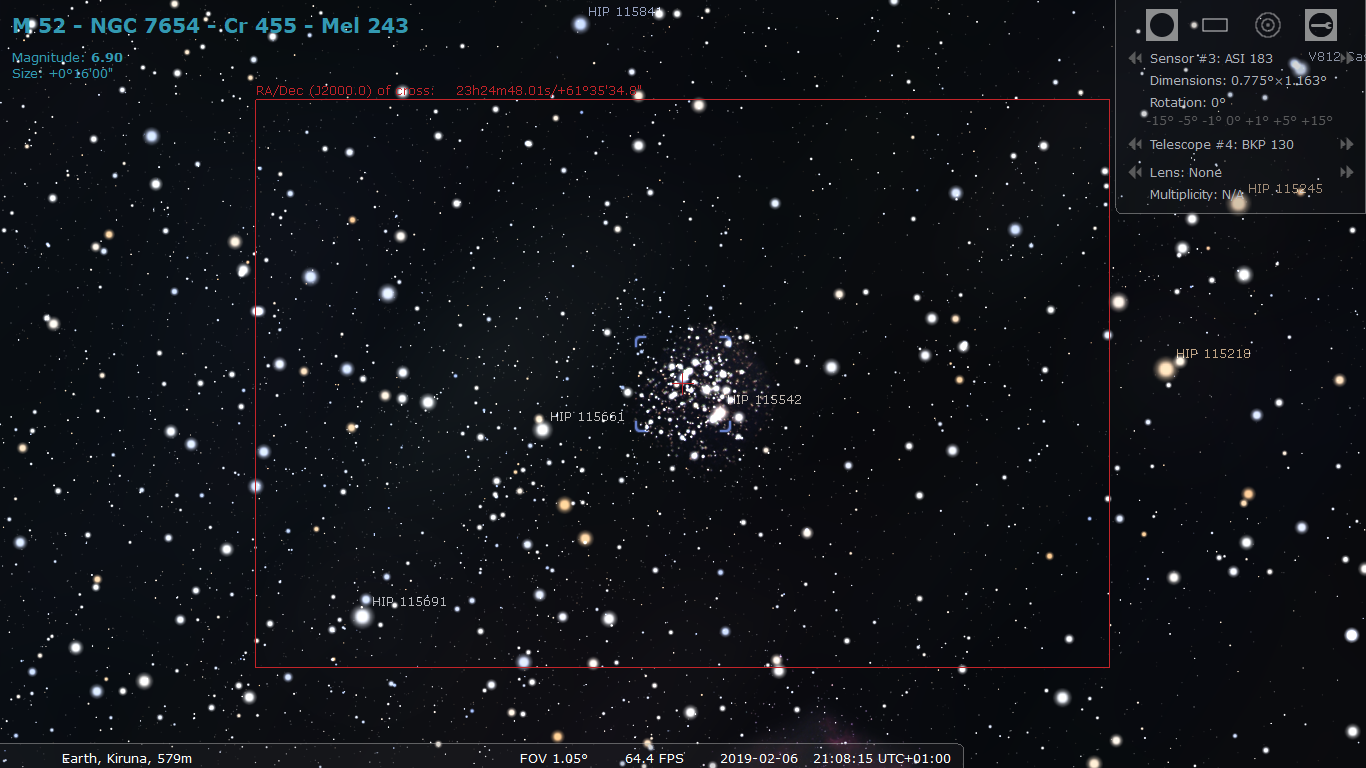 M 52 - NGC 7654 - Cr 455 - Mel 243
Magnitude: 6.90
Size: +0°16'00"
HIP 115841
RA/Dec (J2000.0) of cross: 23h24m48.01s/+61°35'34.8"
Sensor #3: ASI 183
V812 Cas
Dimensions: 0.775°×1.163°
Rotation: 0°
-15° -5° -1° 0° +1° +5° +15°
Telescope #4: BKP 130
Lens: None
Multiplicity: N/A
HIP 115245
HIP 115218
HIP 115542
HIP 115661
HIP 115691
Earth, Kiruna, 579m FOV 1.05° 64.4 FPS 2019-02-06 21:08:15 UTC+01:00